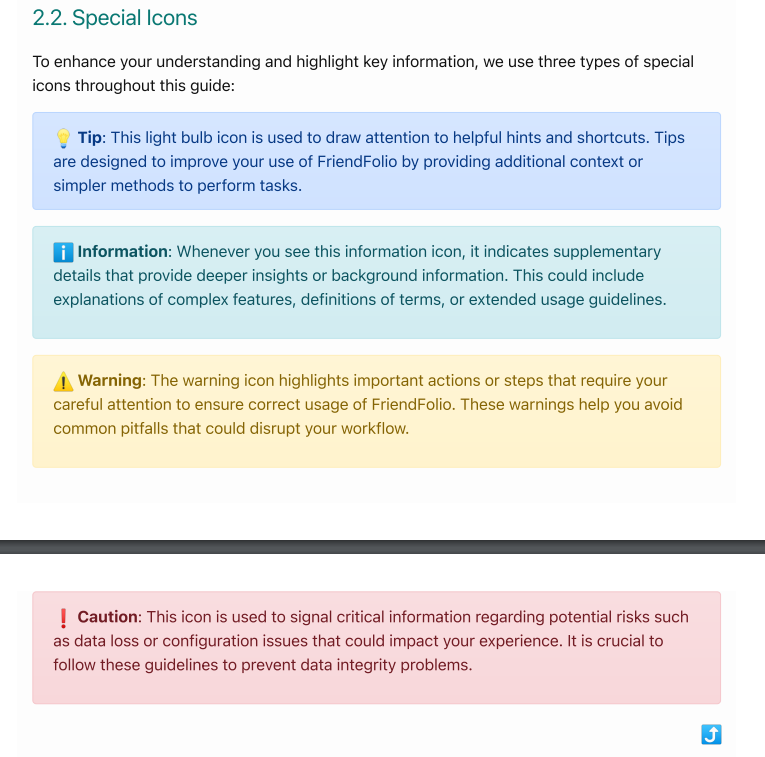 2.2. Special Icons
To enhance your understanding and highlight key information, we use three types of special
icons throughout this guide:
💡 Tip: This light bulb icon is used to draw attention to helpful hints and shortcuts. Tips
are designed to improve your use of FriendFolio by providing additional context or
simpler methods to perform tasks.
ℹ️ Information: Whenever you see this information icon, it indicates supplementary
details that provide deeper insights or background information. This could include
explanations of complex features, definitions of terms, or extended usage guidelines.
⚠️ Warning: The warning icon highlights important actions or steps that require your
careful attention to ensure correct usage of FriendFolio. These warnings help you avoid
common pitfalls that could disrupt your workflow.
❗ Caution: This icon is used to signal critical information regarding potential risks such
as data loss or configuration issues that could impact your experience. It is crucial to
follow these guidelines to prevent data integrity problems.
⤴️